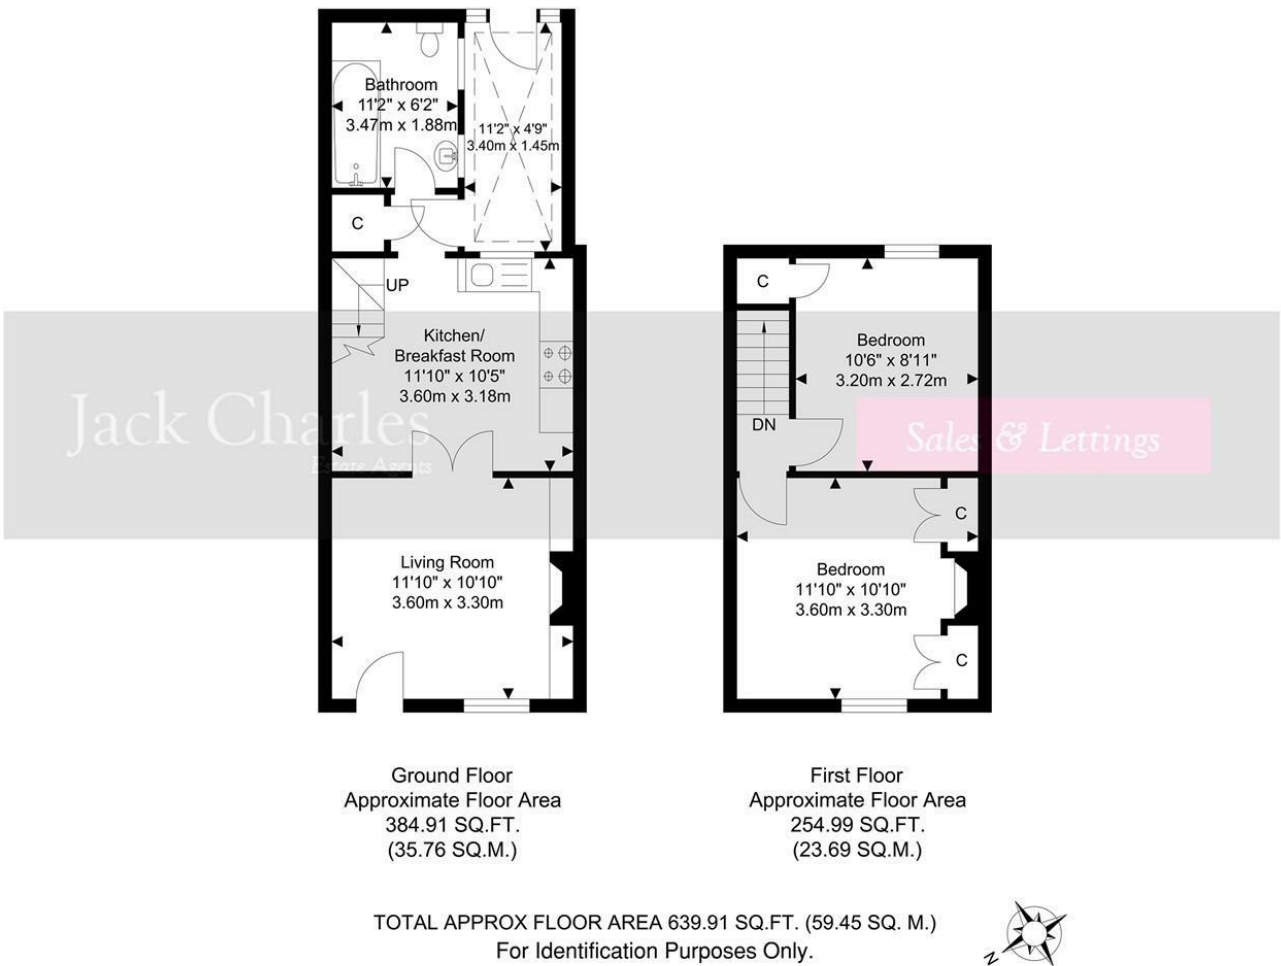 Bathroom
11'2" x 6'2"
3.47m x 1.88m
11'2" x 4'9"
3.40m x 1.45m
C
UP
Kitchen/
Breakfast Room
11'10" x 10'5"
3.60m x 3.18m
Living Room
11'10" x 10'10"
3.60m x 3.30m
C
Bedroom
10'6" x 8'11"
3.20m x 2.72m
DN
C
Bedroom
11'10" x 10'10"
3.60m x 3.30m
C
Jack Charles
Estate Agents
Sales & Lettings
Ground Floor
Approximate Floor Area
384.91 SQ.FT.
(35.76 SQ.M.)
First Floor
Approximate Floor Area
254.99 SQ.FT.
(23.69 SQ.M.)
TOTAL APPROX FLOOR AREA 639.91 SQ.FT. (59.45 SQ. M.)
For Identification Purposes Only.
N